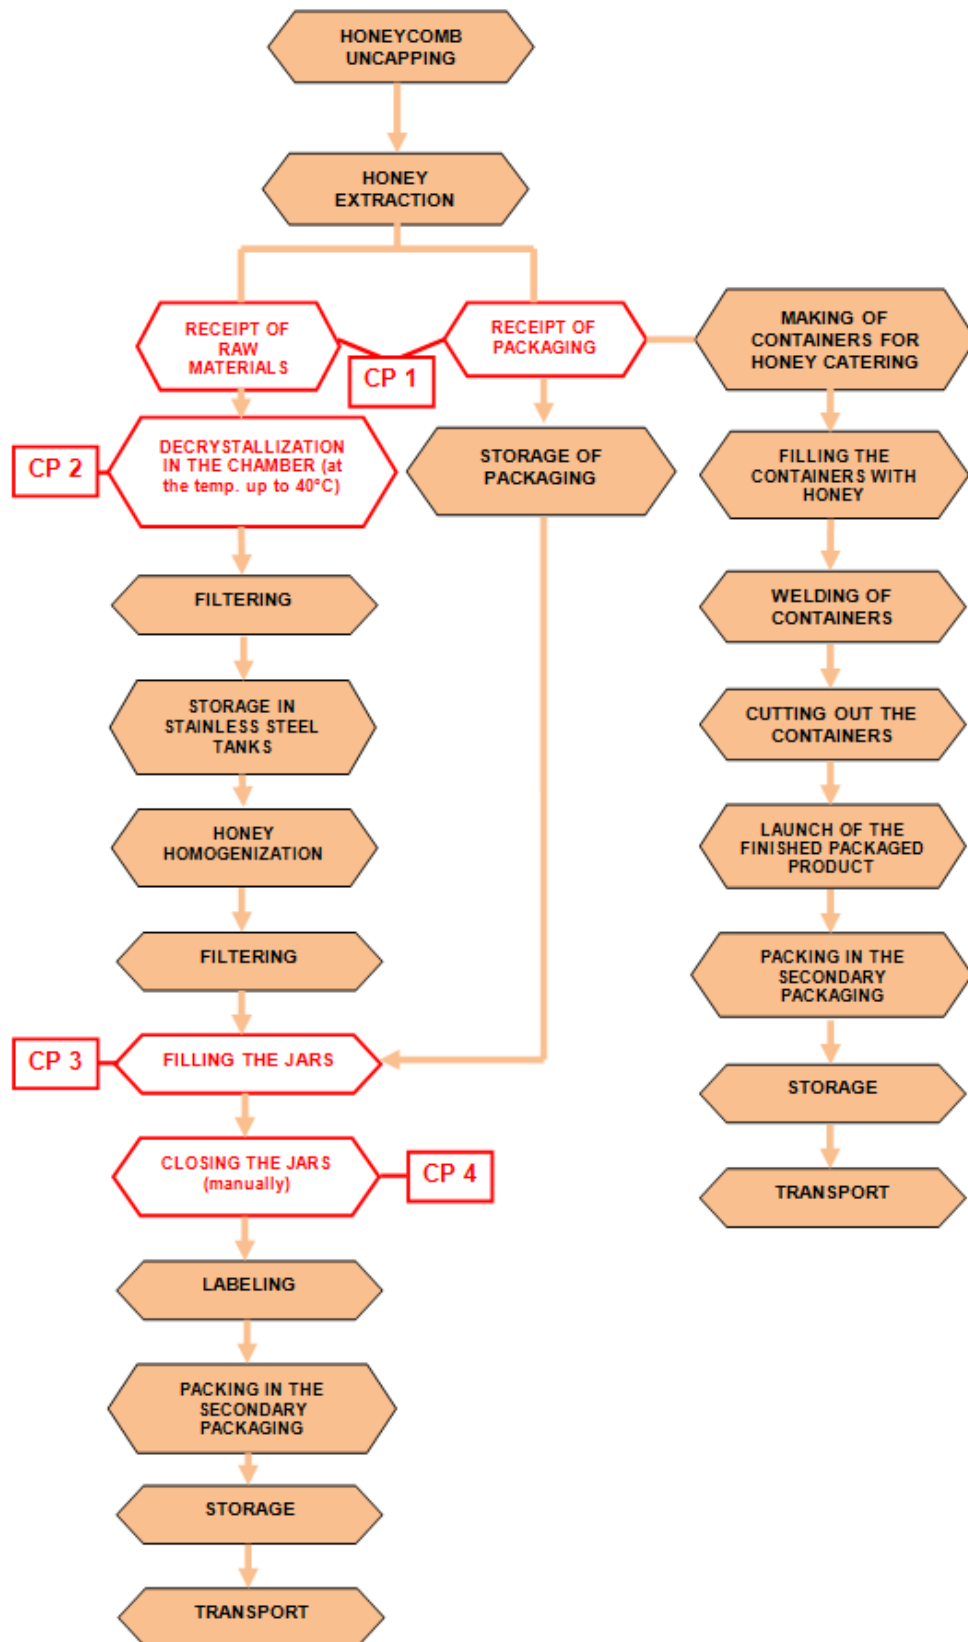 HONEYCOMB
UNCAPPING
HONEY
EXTRACTION
RECEIPT OF
RAW
MATERIALS
CP 1
RECEIPT OF
PACKAGING
MAKING OF
CONTAINERS FOR
HONEY CATERING
CP 2
DECRYSTALLIZATION
IN THE CHAMBER (at
the temp. up to 40°C)
STORAGE OF
PACKAGING
FILLING THE
CONTAINERS WITH
HONEY
FILTERING
WELDING OF
CONTAINERS
STORAGE IN
STAINLESS STEEL
TANKS
CUTTING OUT THE
CONTAINERS
HONEY
HOMOGENIZATION
LAUNCH OF THE
FINISHED PACKAGED
PRODUCT
FILTERING
PACKING IN THE
SECONDARY
PACKAGING
CP 3
FILLING THE JARS
STORAGE
CLOSING THE JARS
(manually)
CP 4
TRANSPORT
LABELING
PACKING IN THE
SECONDARY
PACKAGING
STORAGE
TRANSPORT